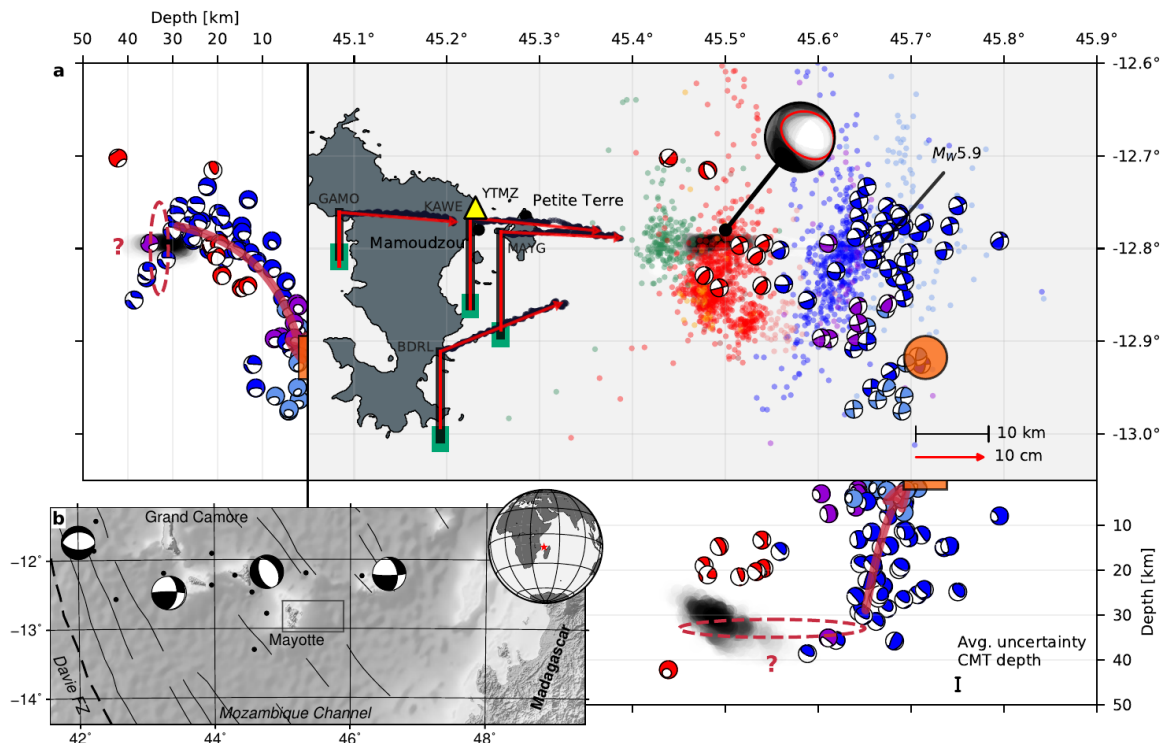 Depth [km]
50 40 30 20 10
45.1° 45.2° 45.3° 45.4° 45.5° 45.6° 45.7° 45.8° 45.9°
a
-12.6°
-12.7°
-12.8°
-12.9°
-13.0°
Mw5.9
GAMO
KAWE
YTMZ
Petite Terre
Mamoudzou
MAYG
BDRL
?
10 km
10 cm
b
Grand Camore
Mayotte
Davie FZ
Mozambique Channel
Madagascar
−12°
−13°
−14°
42° 44° 46° 48°
10
20
30
40
50
Depth [km]
?
Avg. uncertainty
CMT depth